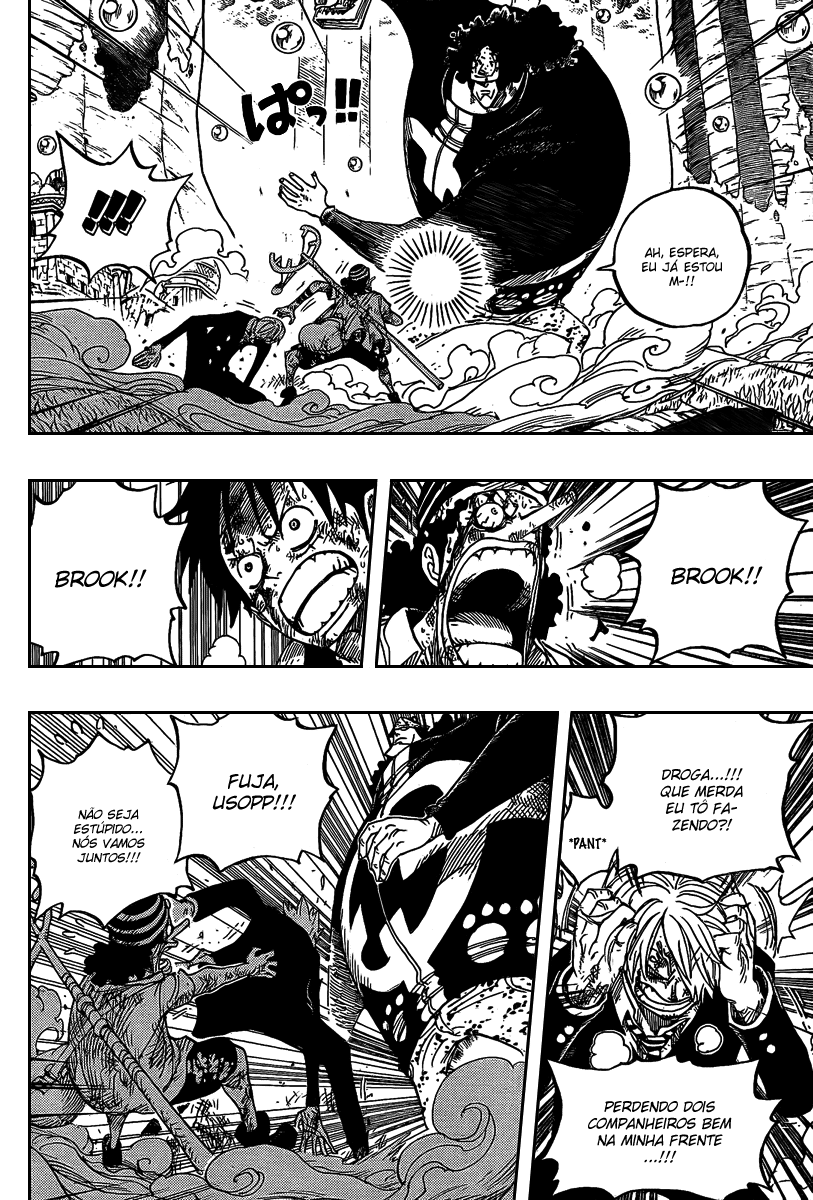 ぱっ!!
!!!!
AH, ESPERA,
EU JÁ ESTOU
M-!!
BROOK!!
BROOK!!
DROGA...!!!
QUE MERDA
EU TÔ FA-
ZENDO?!
*PANT*
PERDENDO DOIS
COMPANHEIROS BEM
NA MINHA FRENTE
...!!!
FUJA,
USOPP!!!
NÃO SEJA
ESTÚPIDO...
NÓS VAMOS
JUNTOS!!!